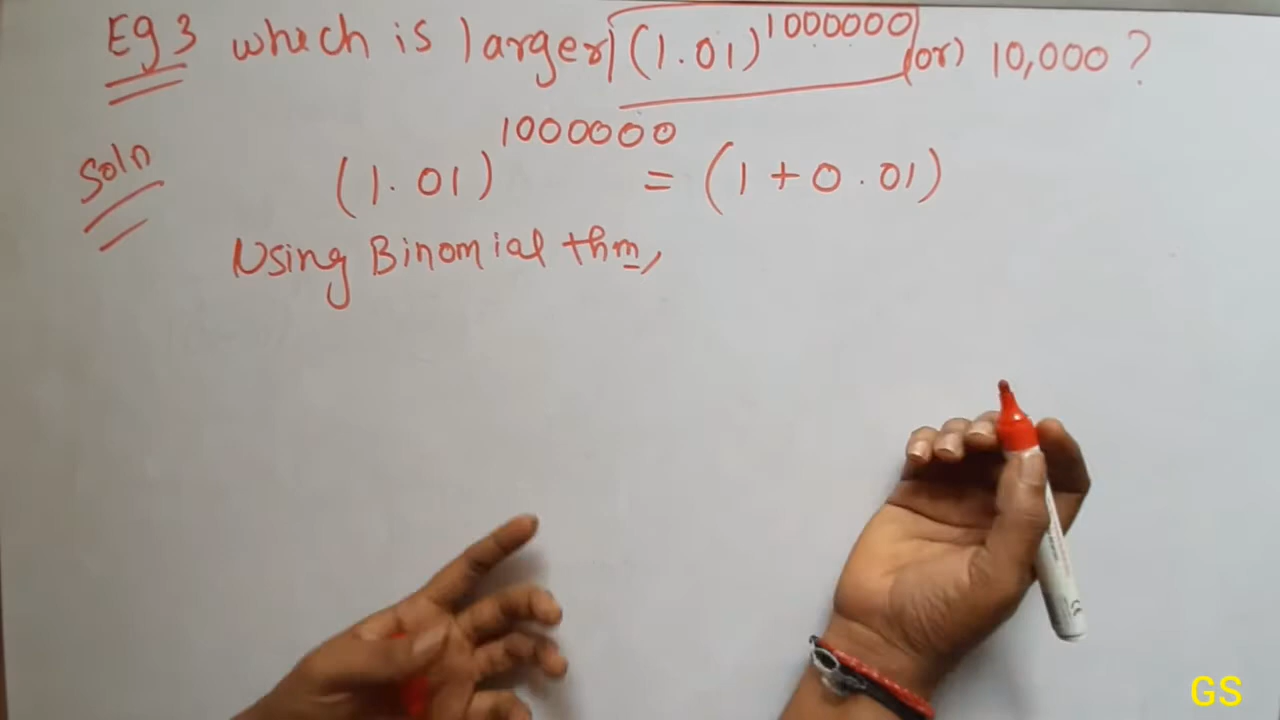 Eg 3 which is larger (1.01)^1000000 (or) 10,000 ?
Soln (1.01)^1000000 = (1 + 0.01)
Using Binomial thm,
GS